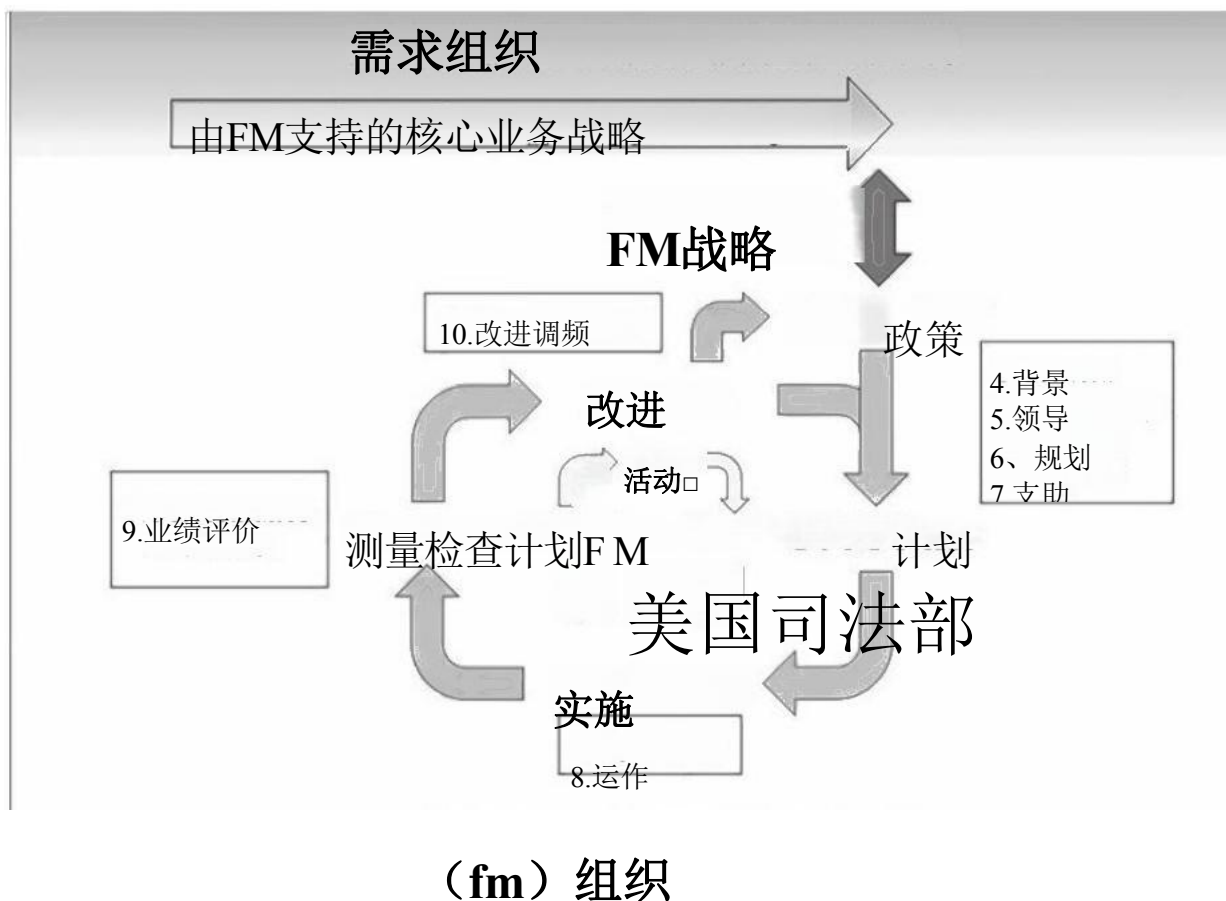 需求组织
由FM支持的核心业务战略
FM战略
10.改进调频
政策
4.背景
5.领导
6、规划
7 支助
改进
活动□
9.业绩评价
测量检查计划F M
计划
美国司法部
实施
8.运作
（fm）组织